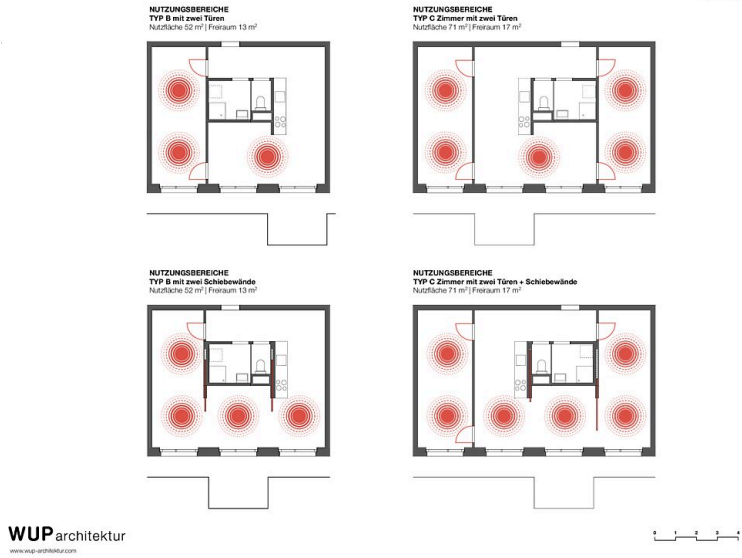 NUTZUNGSBEREICHE
TYP B mit zwei Türen
Nutzfläche 52 m² | Freiraum 13 m²
NUTZUNGSBEREICHE
TYP C Zimmer mit zwei Türen
Nutzfläche 71 m² | Freiraum 17 m²
NUTZUNGSBEREICHE
TYP B mit zwei Schiebewände
Nutzfläche 52 m² | Freiraum 13 m²
NUTZUNGSBEREICHE
TYP C Zimmer mit zwei Türen + Schiebewände
Nutzfläche 71 m² | Freiraum 17 m²
WUP architektur
www.wup-architektur.com
0 1 2 3 4